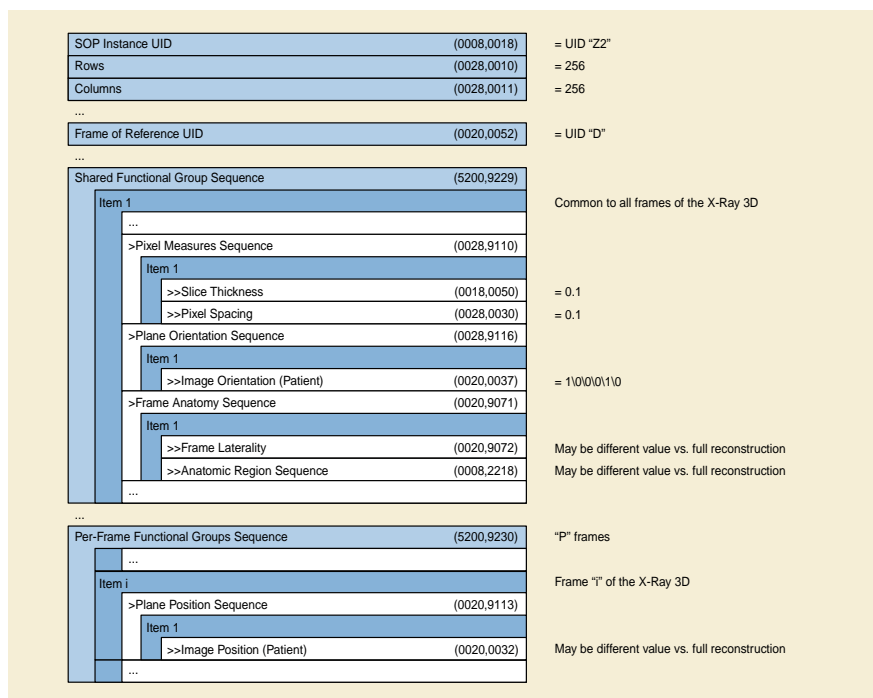 SOP Instance UID (0008,0018) = UID “Z2”
Rows (0028,0010) = 256
Columns (0028,0011) = 256
...
Frame of Reference UID (0020,0052) = UID “D”
...
Shared Functional Group Sequence (5200,9229)
Item 1 Common to all frames of the X-Ray 3D
...
>Pixel Measures Sequence (0028,9110)
Item 1
>>Slice Thickness (0018,0050) = 0.1
>>Pixel Spacing (0028,0030) = 0.1
>Plane Orientation Sequence (0028,9116)
Item 1
>>Image Orientation (Patient) (0020,0037) = 1\0\0\0\1\0
>Frame Anatomy Sequence (0020,9071)
Item 1
>>Frame Laterality (0020,9072) May be different value vs. full reconstruction
>>Anatomic Region Sequence (0008,2218) May be different value vs. full reconstruction
...
...
Per-Frame Functional Groups Sequence (5200,9230) “P” frames
...
Item i Frame “i” of the X-Ray 3D
>Plane Position Sequence (0020,9113)
Item 1
>>Image Position (Patient) (0020,0032) May be different value vs. full reconstruction
...